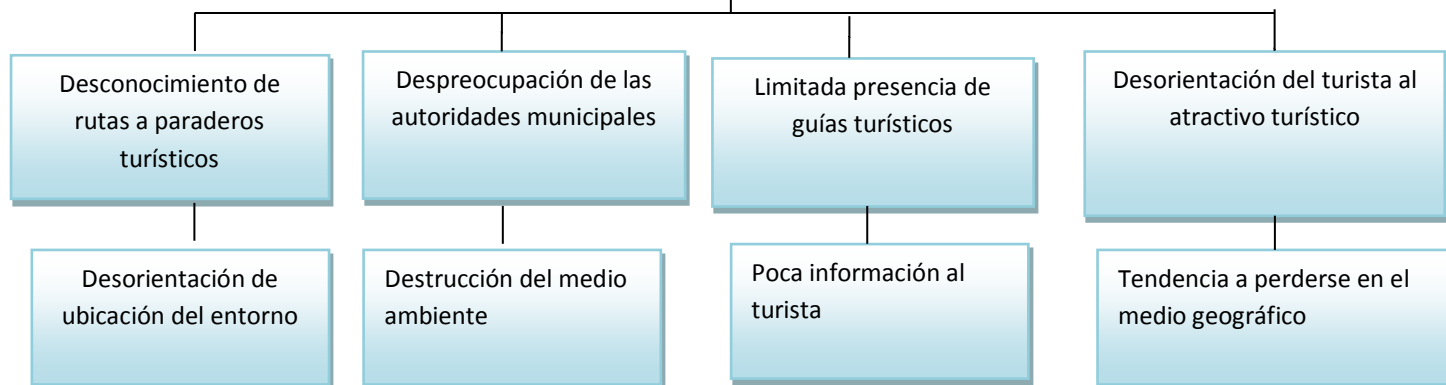 Desconocimiento de
rutas a paraderos
turísticos
Despreocupación de las
autoridades municipales
Limitada presencia de
guías turísticos
Desorientación del turista al
atractivo turístico
Desorientación de
ubicación del entorno
Destrucción del medio
ambiente
Poca información al
turista
Tendencia a perderse en el
medio geográfico